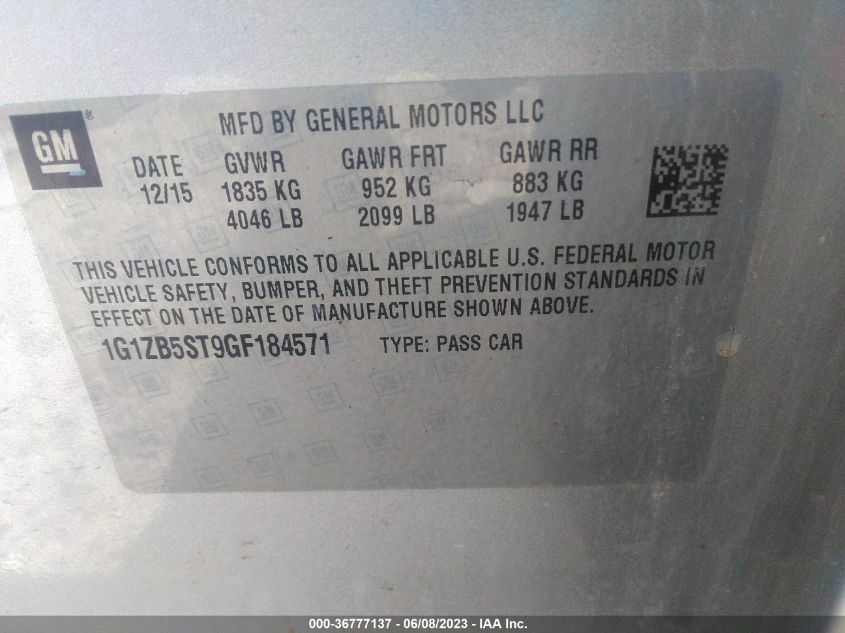 GM®
MFD BY GENERAL MOTORS LLC
DATE GVWR GAWR FRT GAWR RR
12/15 1835 KG 952 KG 883 KG
4046 LB 2099 LB 1947 LB
THIS VEHICLE CONFORMS TO ALL APPLICABLE U.S. FEDERAL MOTOR
VEHICLE SAFETY, BUMPER, AND THEFT PREVENTION STANDARDS IN
EFFECT ON THE DATE OF MANUFACTURE SHOWN ABOVE.
1G1ZB5ST9GF184571 TYPE: PASS CAR
000-36777137 - 06/08/2023 - IAA Inc.